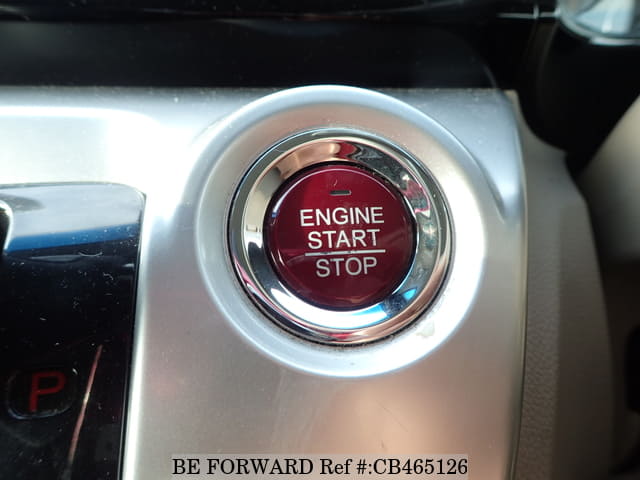 ENGINE
START
STOP
P
BE FORWARD Ref #:CB465126